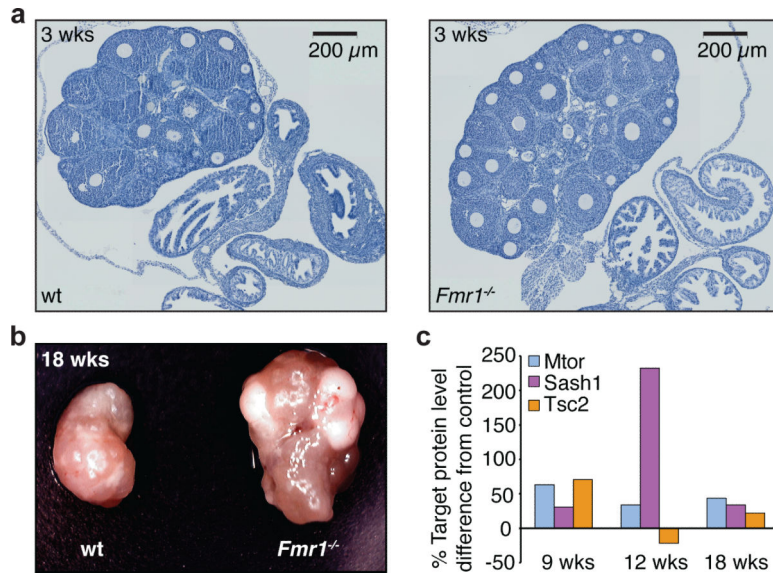 a
3 wks
200 µm
wt
3 wks
200 µm
Fmr1-/-
b
18 wks
wt
Fmr1-/-
c
% Target protein level
difference from control
250
200
150
100
50
0
-50
Mtor
Sash1
Tsc2
9 wks 12 wks 18 wks